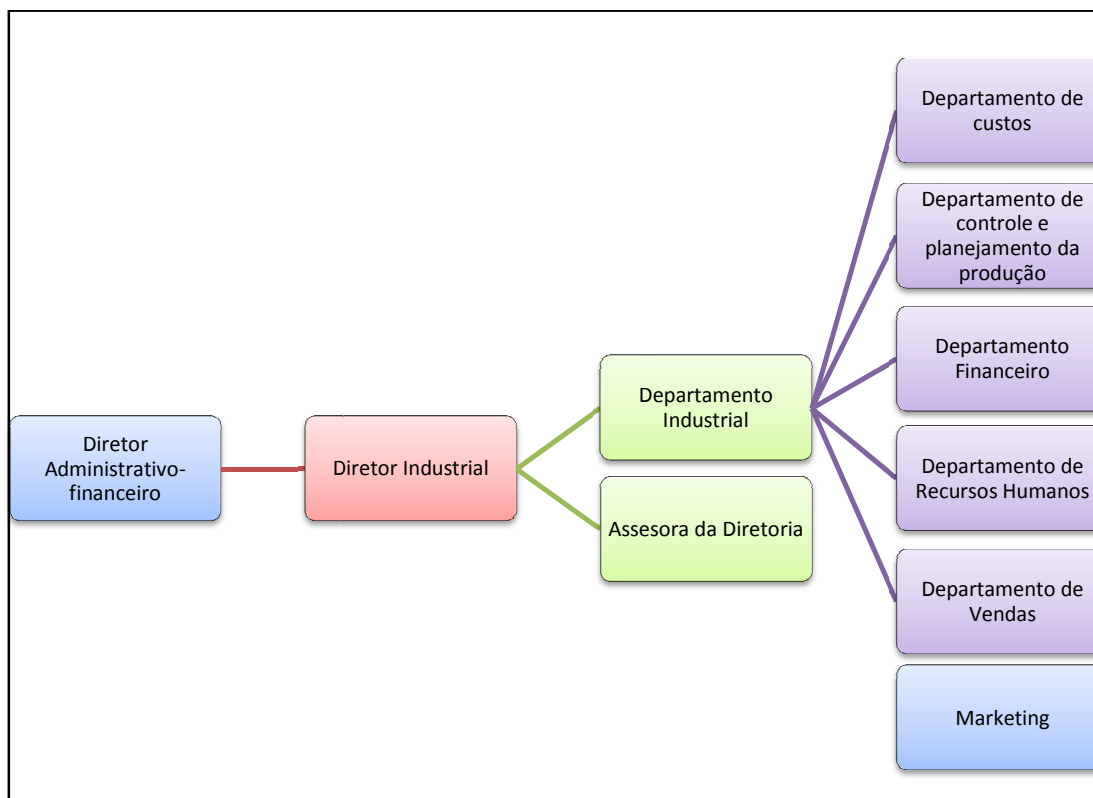 Diretor
Administrativo-
financeiro
Diretor Industrial
Departamento
Industrial
Assesora da Diretoria
Departamento de
custos
Departamento de
controle e
planejamento da
produção
Departamento
Financeiro
Departamento de
Recursos Humanos
Departamento de
Vendas
Marketing